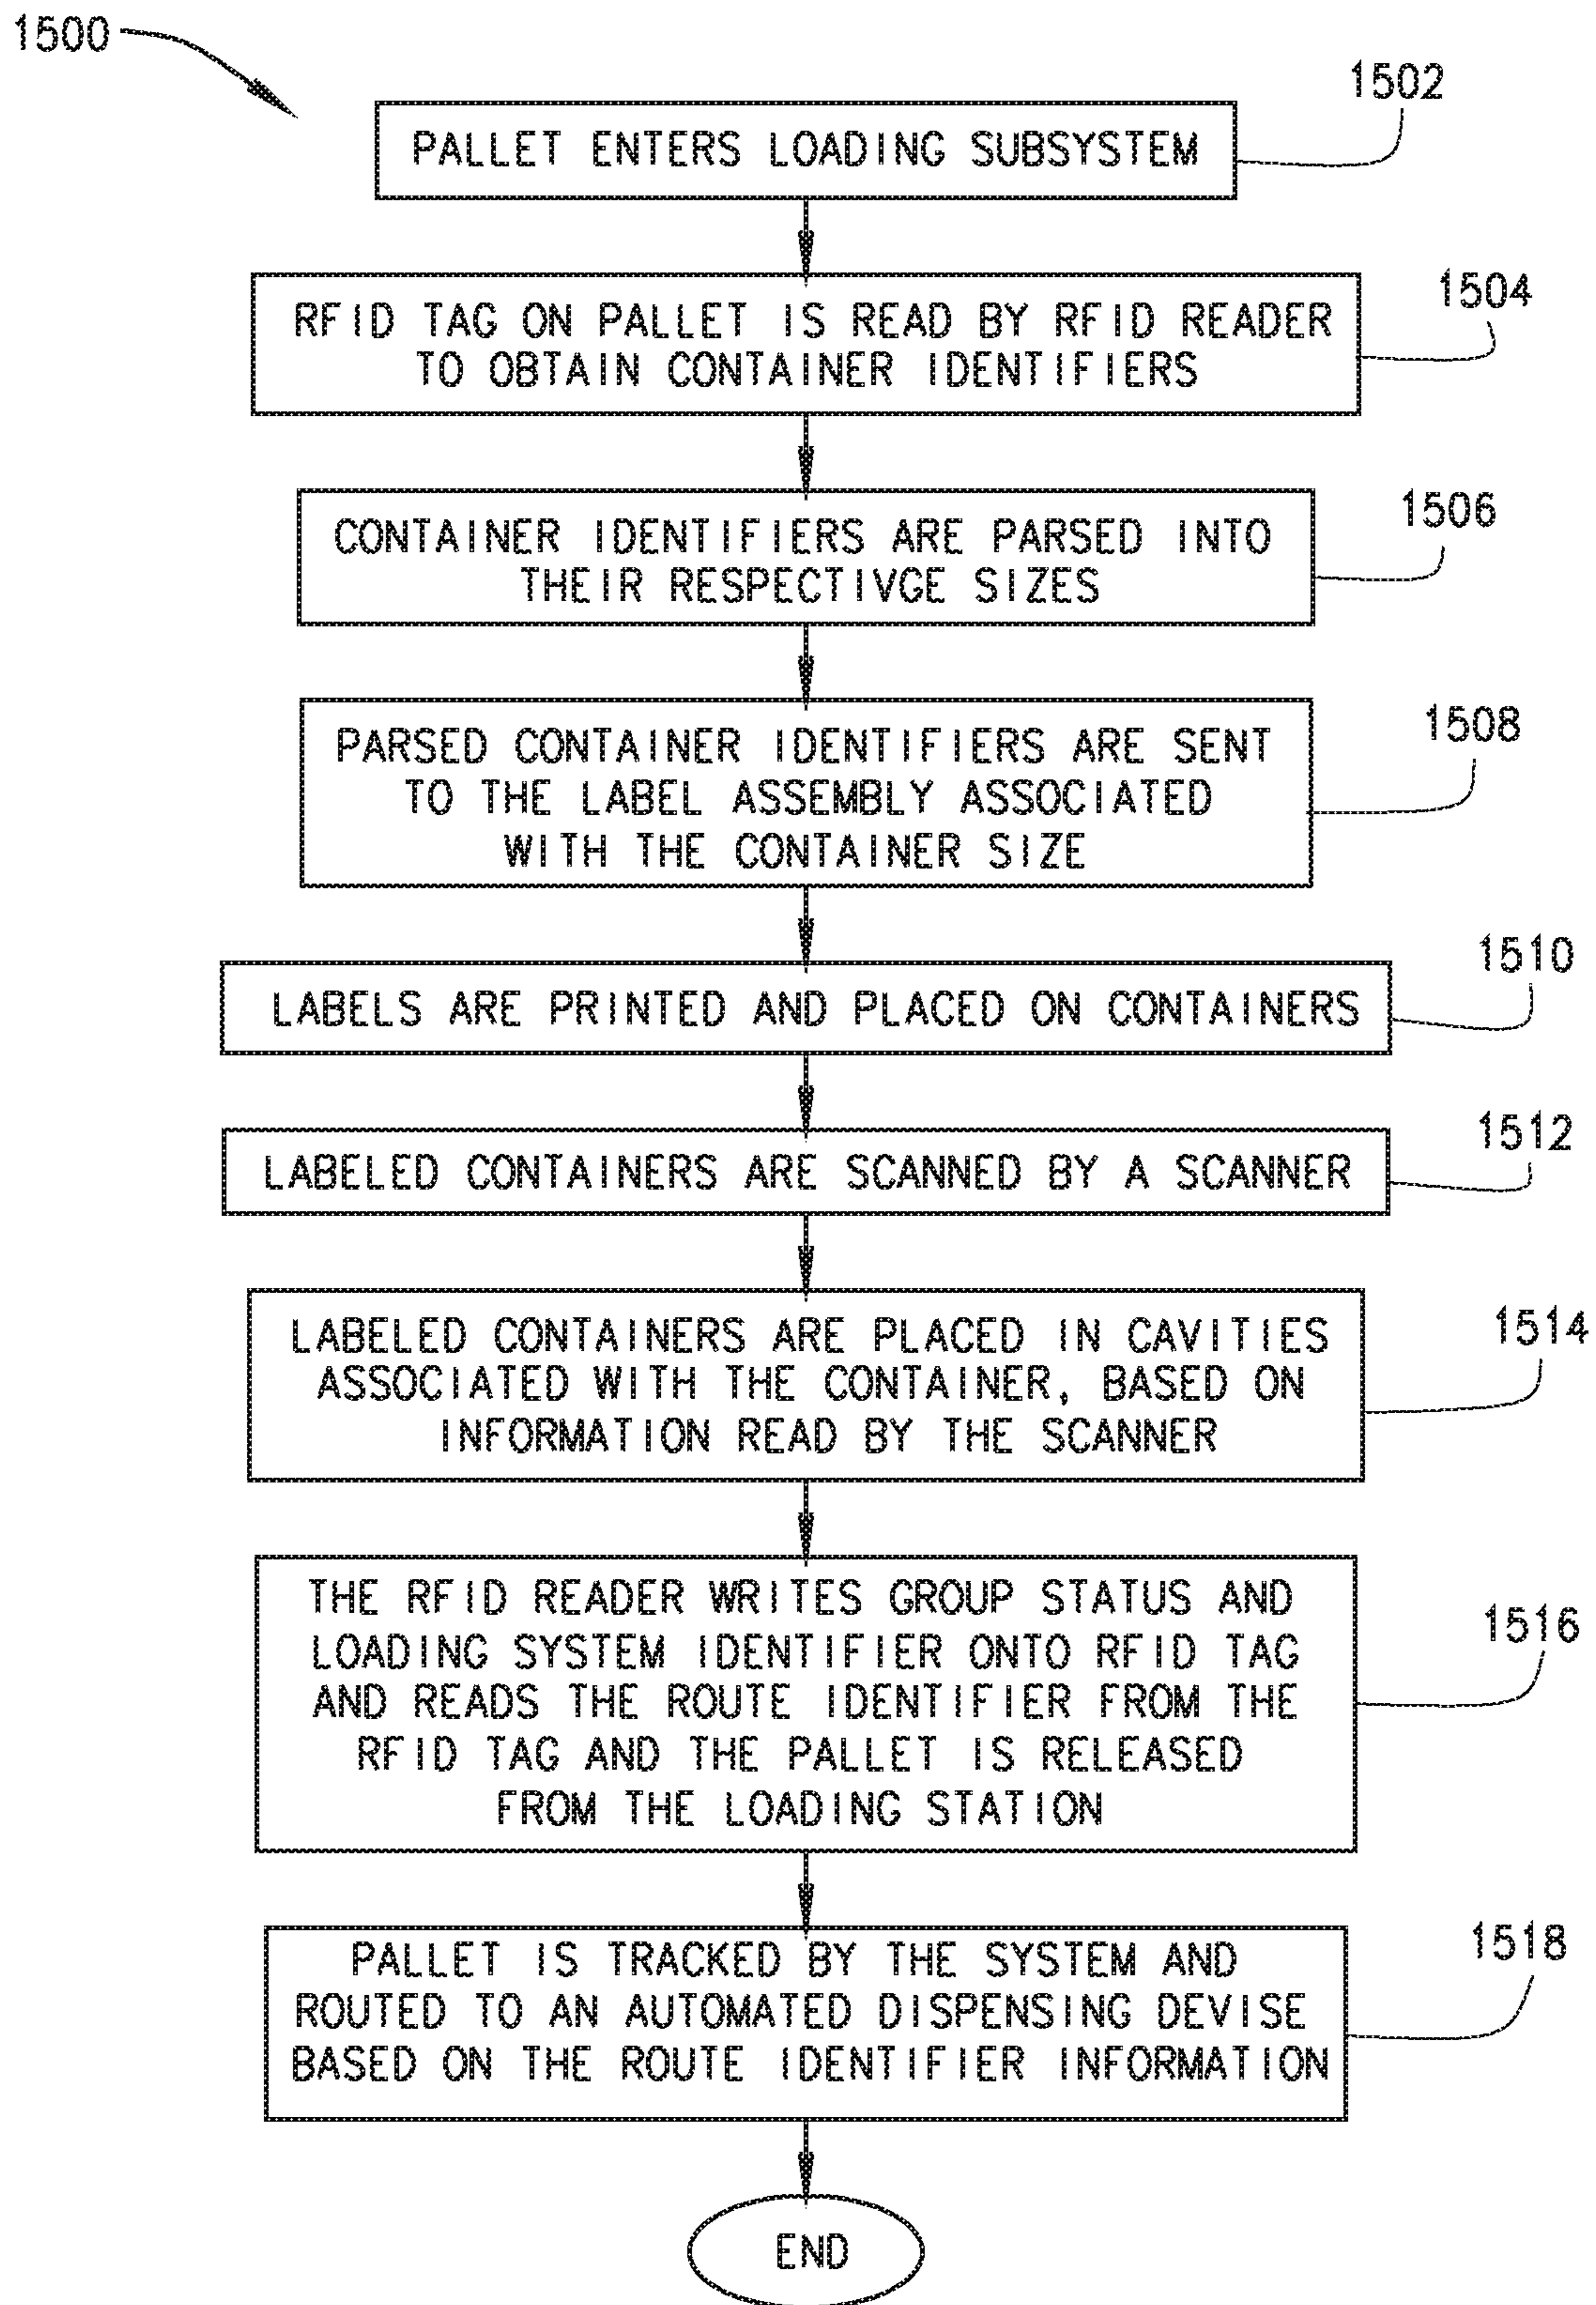 1500
1502
PALLET ENTERS LOADING SUBSYSTEM
1504
RFID TAG ON PALLET IS READ BY RFID READER
TO OBTAIN CONTAINER IDENTIFIERS
1506
CONTAINER IDENTIFIERS ARE PARSED INTO
THEIR RESPECTIVGE SIZES
1508
PARSED CONTAINER IDENTIFIERS ARE SENT
TO THE LABEL ASSEMBLY ASSOCIATED
WITH THE CONTAINER SIZE
1510
LABELS ARE PRINTED AND PLACED ON CONTAINERS
1512
LABELED CONTAINERS ARE SCANNED BY A SCANNER
1514
LABELED CONTAINERS ARE PLACED IN CAVITIES
ASSOCIATED WITH THE CONTAINER, BASED ON
INFORMATION READ BY THE SCANNER
1516
THE RFID READER WRITES GROUP STATUS AND
LOADING SYSTEM IDENTIFIER ONTO RFID TAG
AND READS THE ROUTE IDENTIFIER FROM THE
RFID TAG AND THE PALLET IS RELEASED
FROM THE LOADING STATION
1518
PALLET IS TRACKED BY THE SYSTEM AND
ROUTED TO AN AUTOMATED DISPENSING DEVISE
BASED ON THE ROUTE IDENTIFIER INFORMATION
END